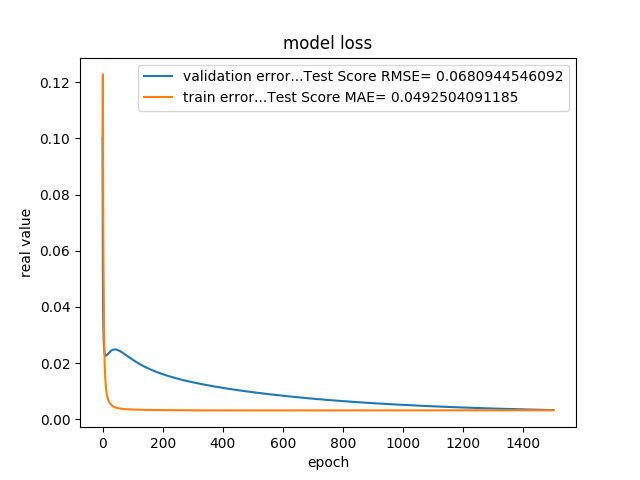 model loss
validation error...Test Score RMSE= 0.0680944546092
train error...Test Score MAE= 0.0492504091185
real value
0.12
0.10
0.08
0.06
0.04
0.02
0.00
0 200 400 600 800 1000 1200 1400
epoch